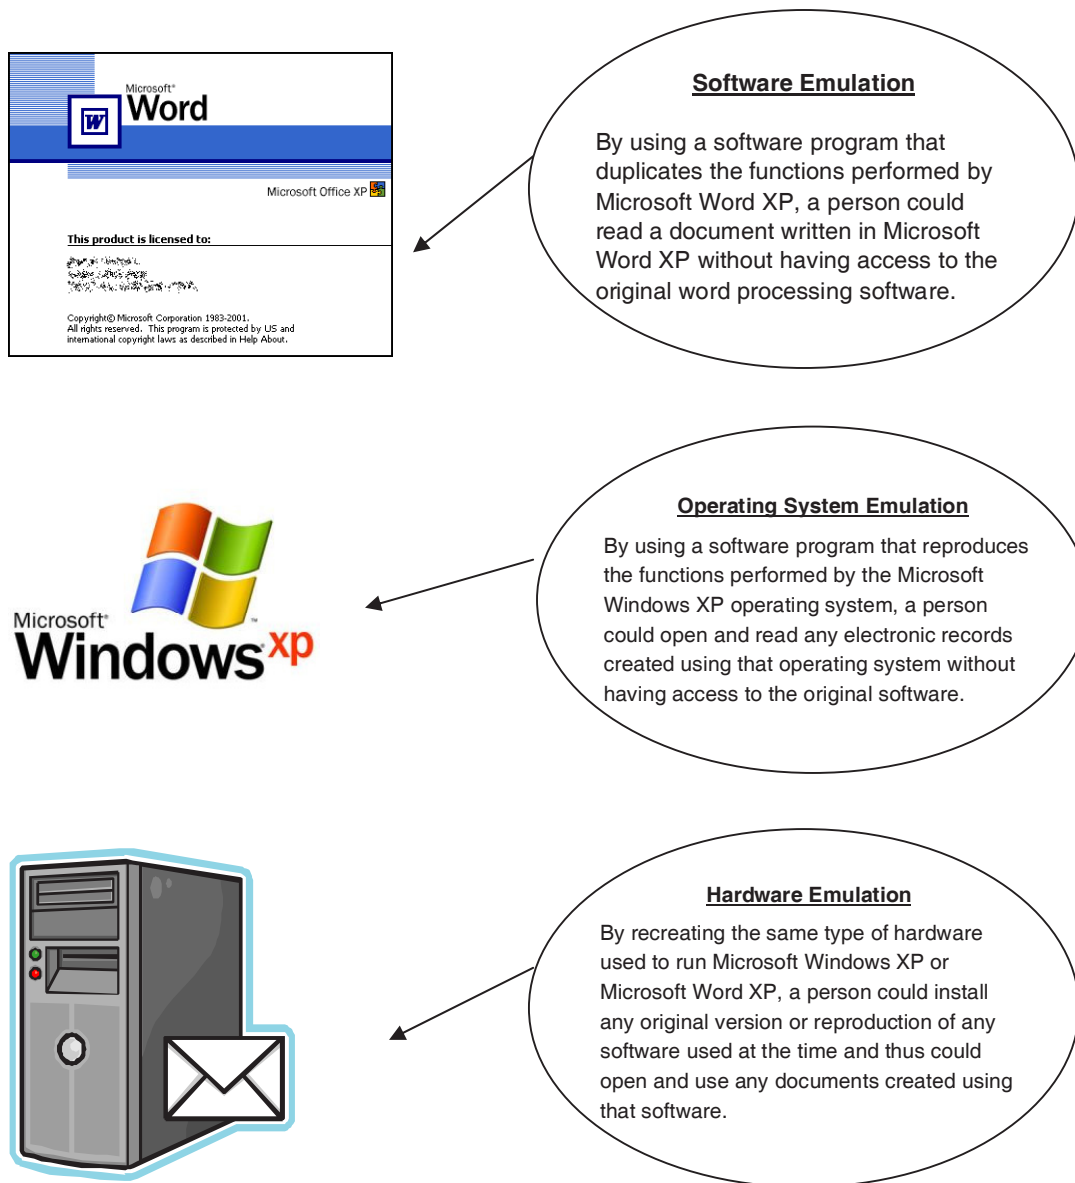 Microsoft®
Word
W
Microsoft Office XP
This product is licensed to:
Copyright© Microsoft Corporation 1983-2001.
All rights reserved. This program is protected by US and
international copyright laws as described in Help About.
Software Emulation
By using a software program that
duplicates the functions performed by
Microsoft Word XP, a person could
read a document written in Microsoft
Word XP without having access to the
original word processing software.
Microsoft®
Windows xp
™
Operating System Emulation
By using a software program that reproduces
the functions performed by the Microsoft
Windows XP operating system, a person
could open and read any electronic records
created using that operating system without
having access to the original software.
Hardware Emulation
By recreating the same type of hardware
used to run Microsoft Windows XP or
Microsoft Word XP, a person could install
any original version or reproduction of any
software used at the time and thus could
open and use any documents created using
that software.